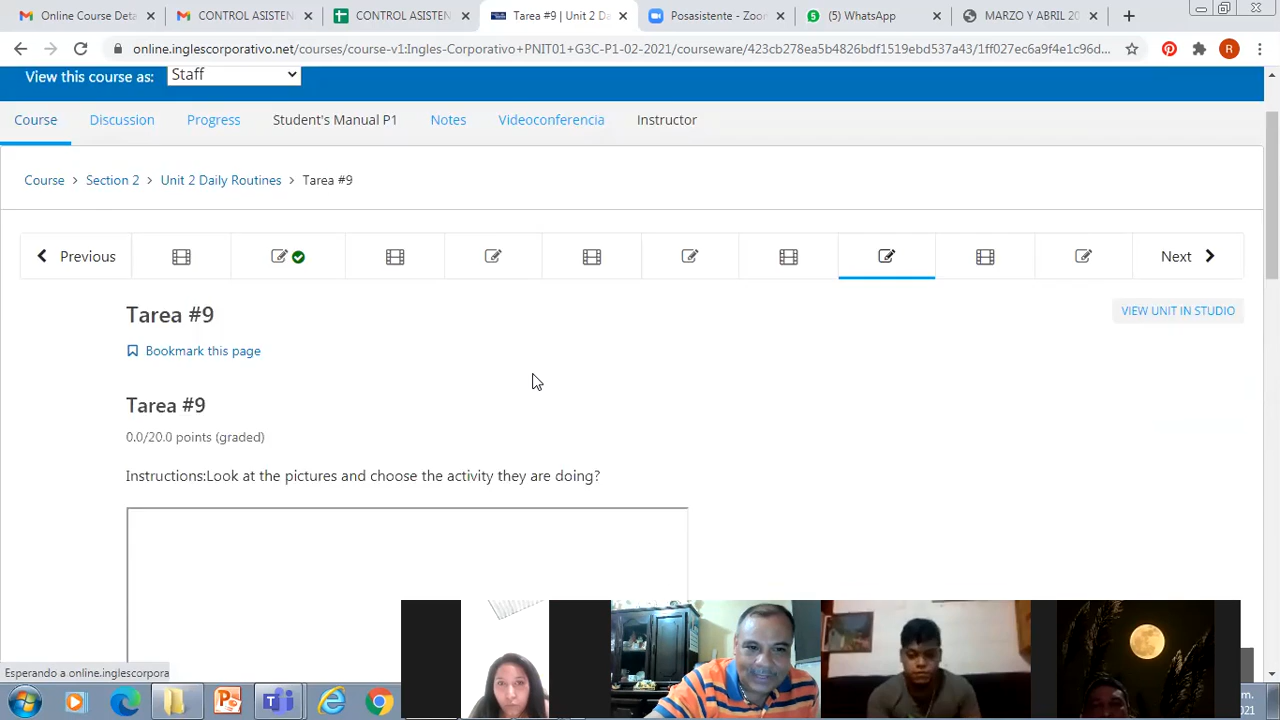 Online Course Deta
CONTROL ASISTEN
CONTROL ASISTEN
Tarea #9 | Unit 2 Da
Posasistente - Zoo
(5) WhatsApp
MARZO Y ABRIL 20
online.inglescorporativo.net/courses/course-v1:Ingles-Corporativo+PNIT01+G3C-P1-02-2021/courseware/423cb278ea5b4826bdf1519ebd537a43/1ff027ec6a9f4e1c96d...
R
View this course as:
Staff
Course
Discussion
Progress
Student's Manual P1
Notes
Videoconferencia
Instructor
Course > Section 2 > Unit 2 Daily Routines > Tarea #9
Previous
Next
Tarea #9
VIEW UNIT IN STUDIO
Bookmark this page
Tarea #9
0.0/20.0 points (graded)
Instructions:Look at the pictures and choose the activity they are doing?
Esperando a online.inglescorpora
m.
2021